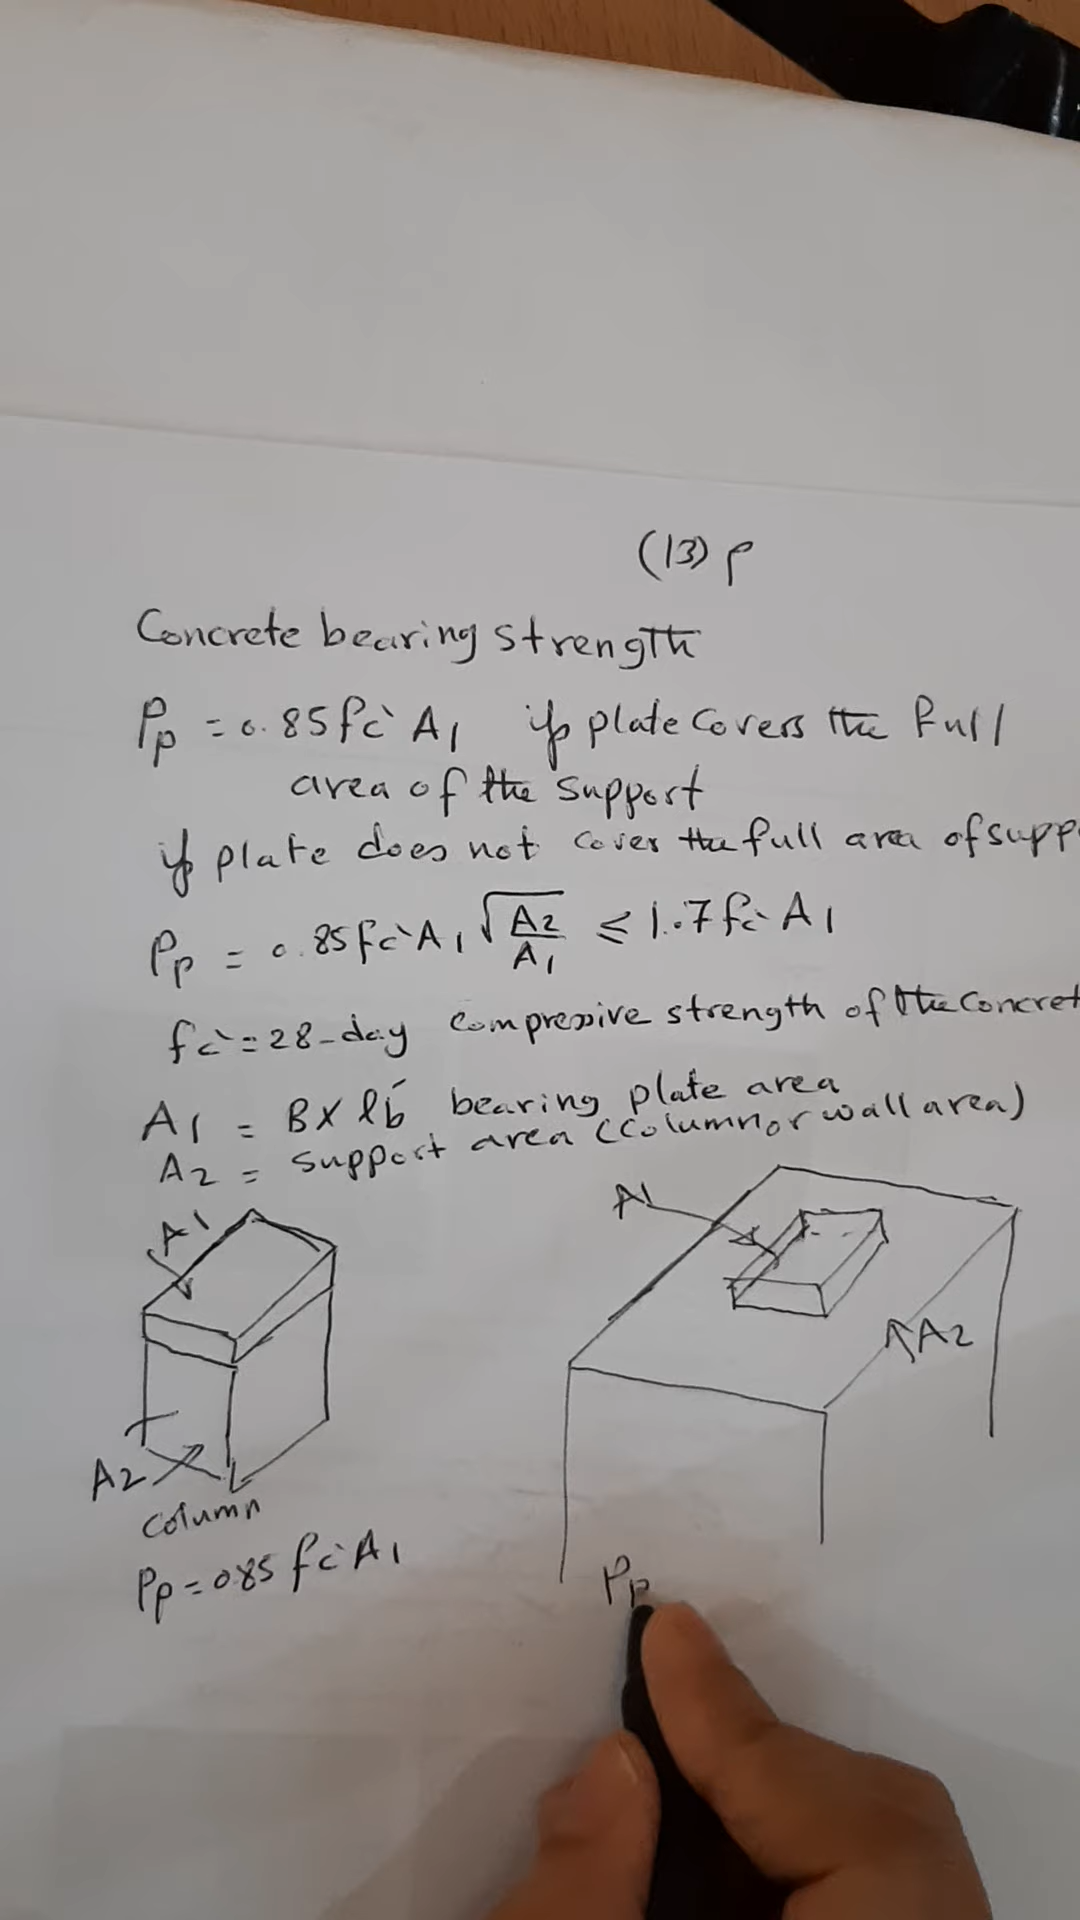 (13) P
Concrete bearing strength
Pp = 0.85 fc' A1 if plate covers the full
area of the support
if plate does not cover the full area of supp
Pp = 0.85 fc' A1 √(A2/A1) ≤ 1.7 fc' A1
fc' = 28-day compressive strength of the concret
A1 = B x lb bearing plate area
A2 = support area (column or wall area)
A1
A1
A2
A2
column
Pp = 0.85 fc' A1
Pp